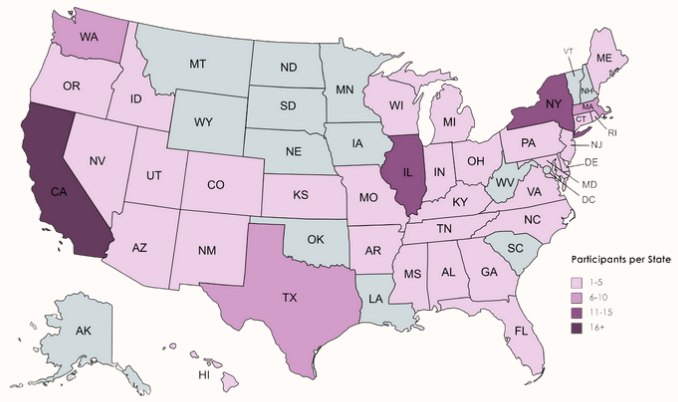 WA
MT
ND
MN
VT
ME
OR
ID
SD
WI
NH
NY
MA
WY
MI
CT
RI
IA
NE
PA
NJ
NV
UT
IL
IN
OH
DE
CA
CO
WV
MD
KS
MO
KY
VA
DC
AZ
NM
OK
AR
TN
NC
SC
MS
AL
GA
TX
LA
FL
AK
HI
Participants per State
1-5
6-10
11-15
16+